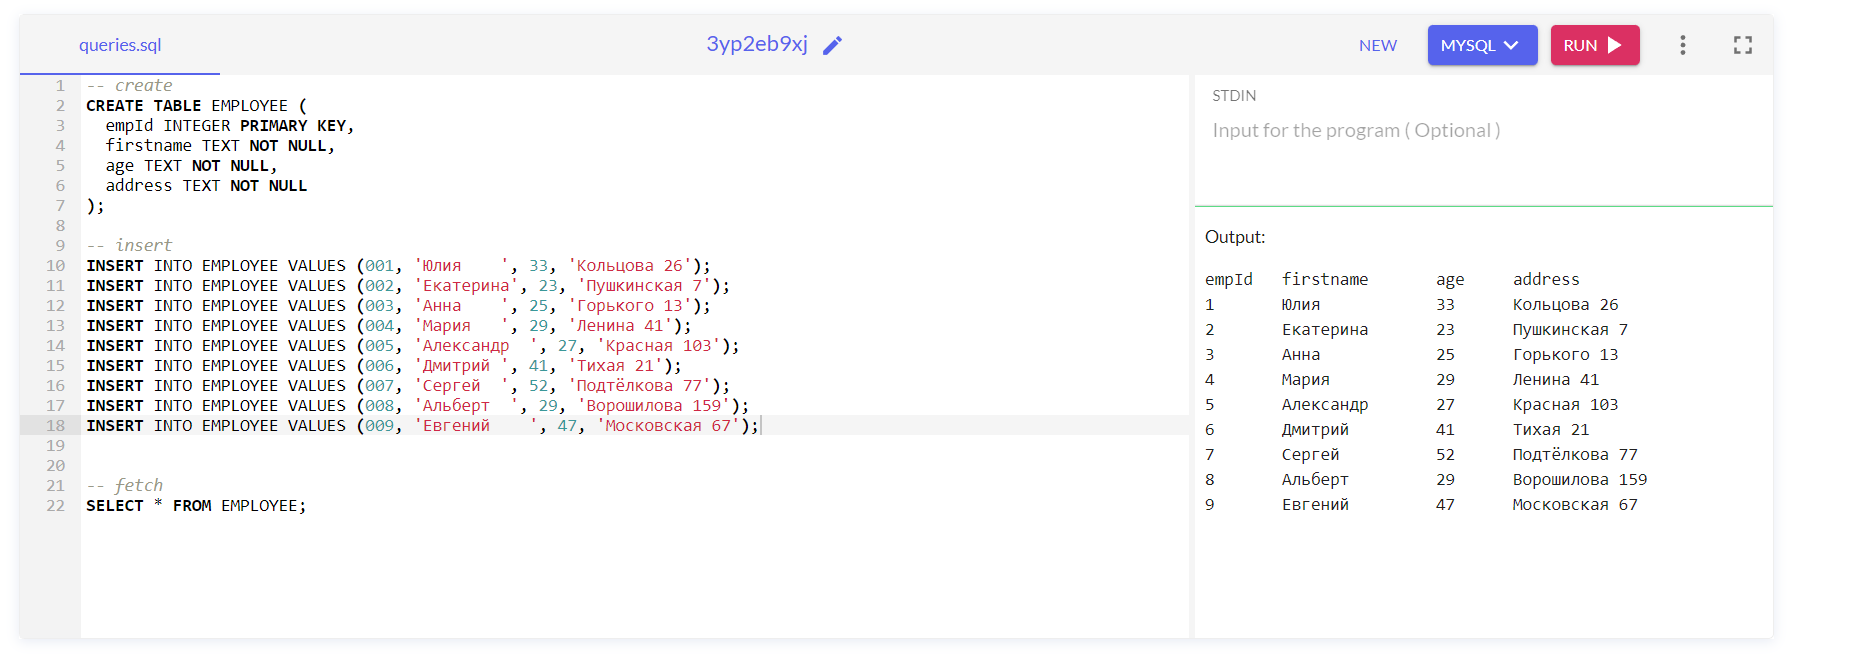 queries.sql
3yp2eb9xj
NEW
MYSQL
RUN
1 -- create
2 CREATE TABLE EMPLOYEE (
3   empId INTEGER PRIMARY KEY,
4   firstname TEXT NOT NULL,
5   age TEXT NOT NULL,
6   address TEXT NOT NULL
7 );
8
9 -- insert
10 INSERT INTO EMPLOYEE VALUES (001, 'Юлия    ', 33, 'Кольцова 26');
11 INSERT INTO EMPLOYEE VALUES (002, 'Екатерина', 23, 'Пушкинская 7');
12 INSERT INTO EMPLOYEE VALUES (003, 'Анна    ', 25, 'Горького 13');
13 INSERT INTO EMPLOYEE VALUES (004, 'Мария   ', 29, 'Ленина 41');
14 INSERT INTO EMPLOYEE VALUES (005, 'Александр  ', 27, 'Красная 103');
15 INSERT INTO EMPLOYEE VALUES (006, 'Дмитрий ', 41, 'Тихая 21');
16 INSERT INTO EMPLOYEE VALUES (007, 'Сергей  ', 52, 'Подтёлкова 77');
17 INSERT INTO EMPLOYEE VALUES (008, 'Альберт  ', 29, 'Ворошилова 159');
18 INSERT INTO EMPLOYEE VALUES (009, 'Евгений    ', 47, 'Московская 67');
19
20
21 -- fetch
22 SELECT * FROM EMPLOYEE;
STDIN
Input for the program ( Optional )
Output:
empId firstname age address
1 Юлия 33 Кольцова 26
2 Екатерина 23 Пушкинская 7
3 Анна 25 Горького 13
4 Мария 29 Ленина 41
5 Александр 27 Красная 103
6 Дмитрий 41 Тихая 21
7 Сергей 52 Подтёлкова 77
8 Альберт 29 Ворошилова 159
9 Евгений 47 Московская 67